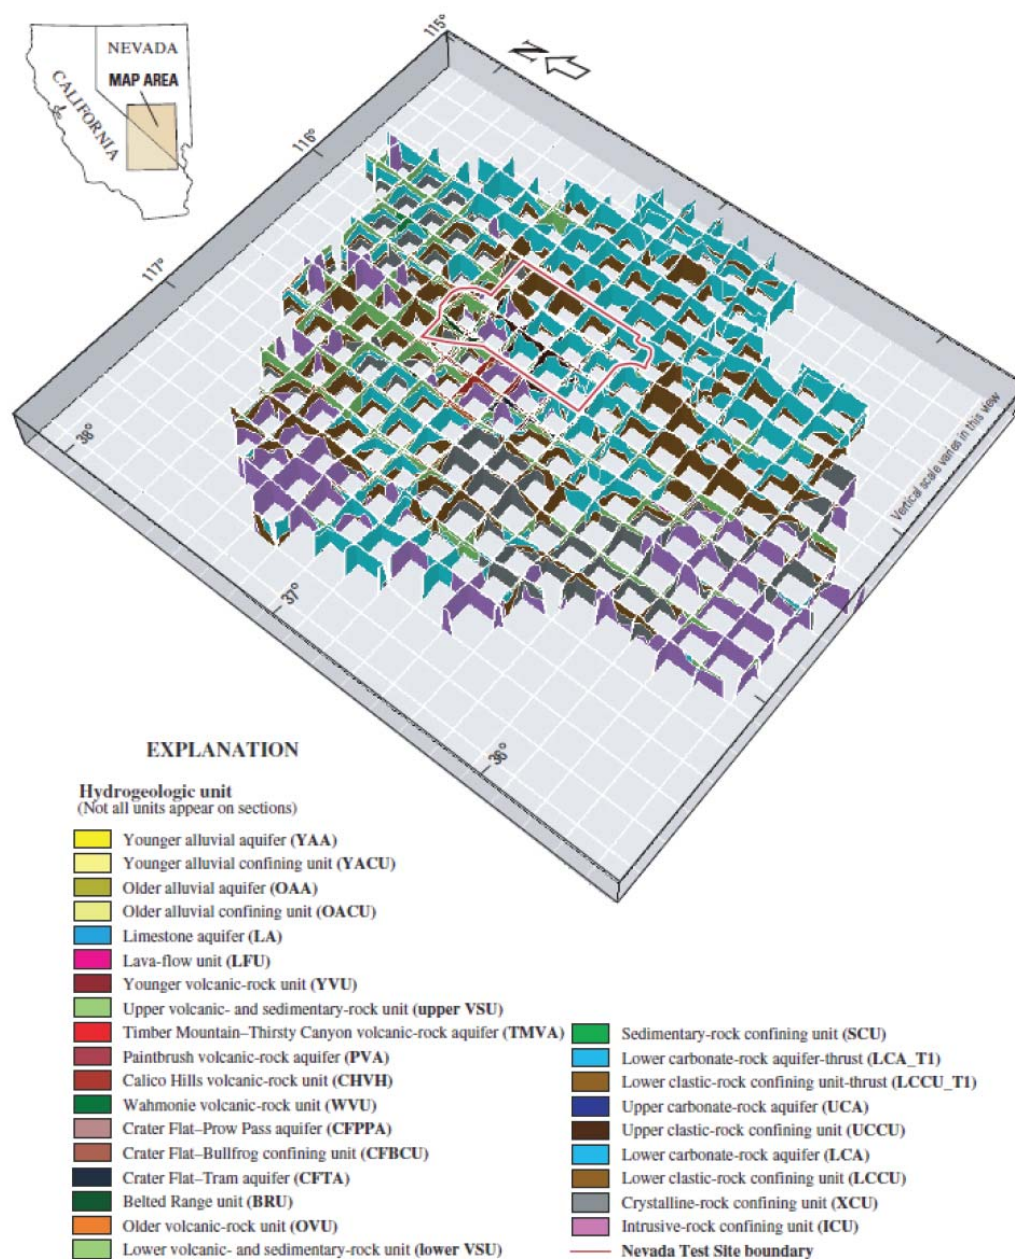 NEVADA
MAP AREA
CALIFORNIA
N
115°
116°
117°
38°
37°
36°
Vertical scale varies in this view
EXPLANATION
Hydrogeologic unit
(Not all units appear on sections)
Younger alluvial aquifer (YAA)
Younger alluvial confining unit (YACU)
Older alluvial aquifer (OAA)
Older alluvial confining unit (OACU)
Limestone aquifer (LA)
Lava-flow unit (LFU)
Younger volcanic-rock unit (YVU)
Upper volcanic- and sedimentary-rock unit (upper VSU)
Timber Mountain–Thirsty Canyon volcanic-rock aquifer (TMVA)
Paintbrush volcanic-rock aquifer (PVA)
Calico Hills volcanic-rock unit (CHVH)
Wahmonie volcanic-rock unit (WVU)
Crater Flat–Prow Pass aquifer (CFPPA)
Crater Flat–Bullfrog confining unit (CFBCU)
Crater Flat–Tram aquifer (CFTA)
Belted Range unit (BRU)
Older volcanic-rock unit (OVU)
Lower volcanic- and sedimentary-rock unit (lower VSU)
Sedimentary-rock confining unit (SCU)
Lower carbonate-rock aquifer-thrust (LCA_T1)
Lower clastic-rock confining unit-thrust (LCCU_T1)
Upper carbonate-rock aquifer (UCA)
Upper clastic-rock confining unit (UCCU)
Lower carbonate-rock aquifer (LCA)
Lower clastic-rock confining unit (LCCU)
Crystalline-rock confining unit (XCU)
Intrusive-rock confining unit (ICU)
Nevada Test Site boundary